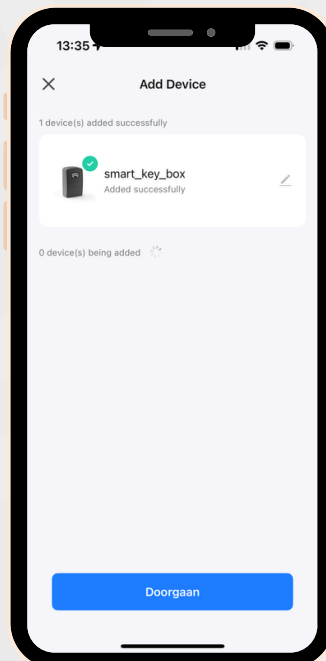 13:35
Add Device
1 device(s) added successfully
smart_key_box
Added successfully
0 device(s) being added
Doorgaan